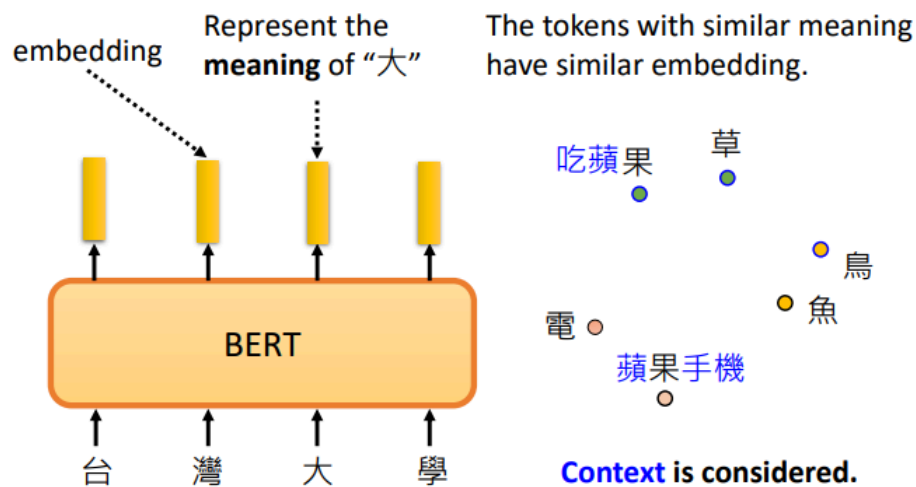 embedding
Represent the
meaning of “大”
BERT
台 灣 大 學
The tokens with similar meaning
have similar embedding.
吃蘋果
草
鳥
魚
電
蘋果手機
Context is considered.